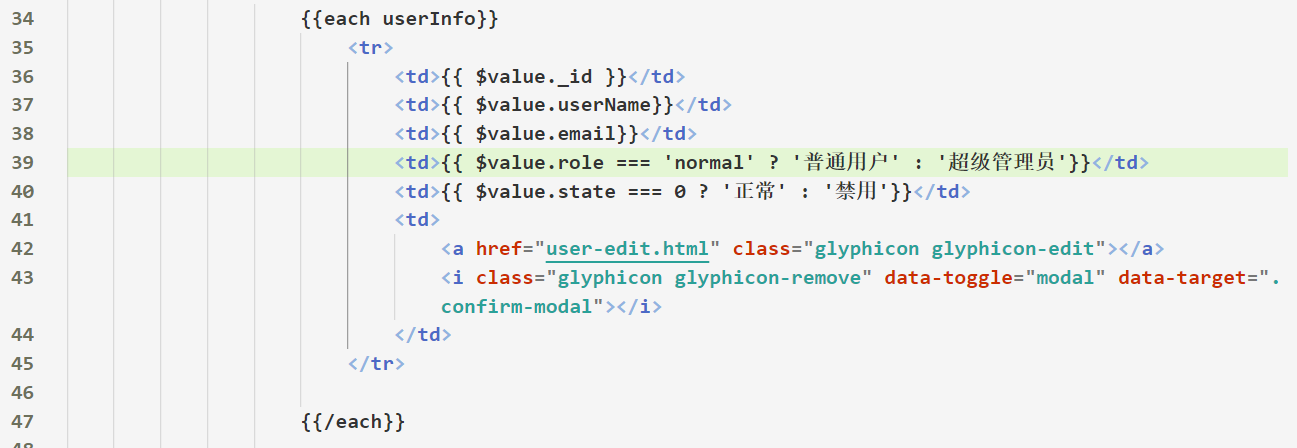 34 {{each userInfo}}
35 <tr>
36 <td>{{ $value._id }}</td>
37 <td>{{ $value.userName}}</td>
38 <td>{{ $value.email}}</td>
39 <td>{{ $value.role === 'normal' ? '普通用户' : '超级管理员'}}</td>
40 <td>{{ $value.state === 0 ? '正常' : '禁用'}}</td>
41 <td>
42 <a href="user-edit.html" class="glyphicon glyphicon-edit"></a>
43 <i class="glyphicon glyphicon-remove" data-toggle="modal" data-target=".
confirm-modal"></i>
44 </td>
45 </tr>
46
47 {{/each}}